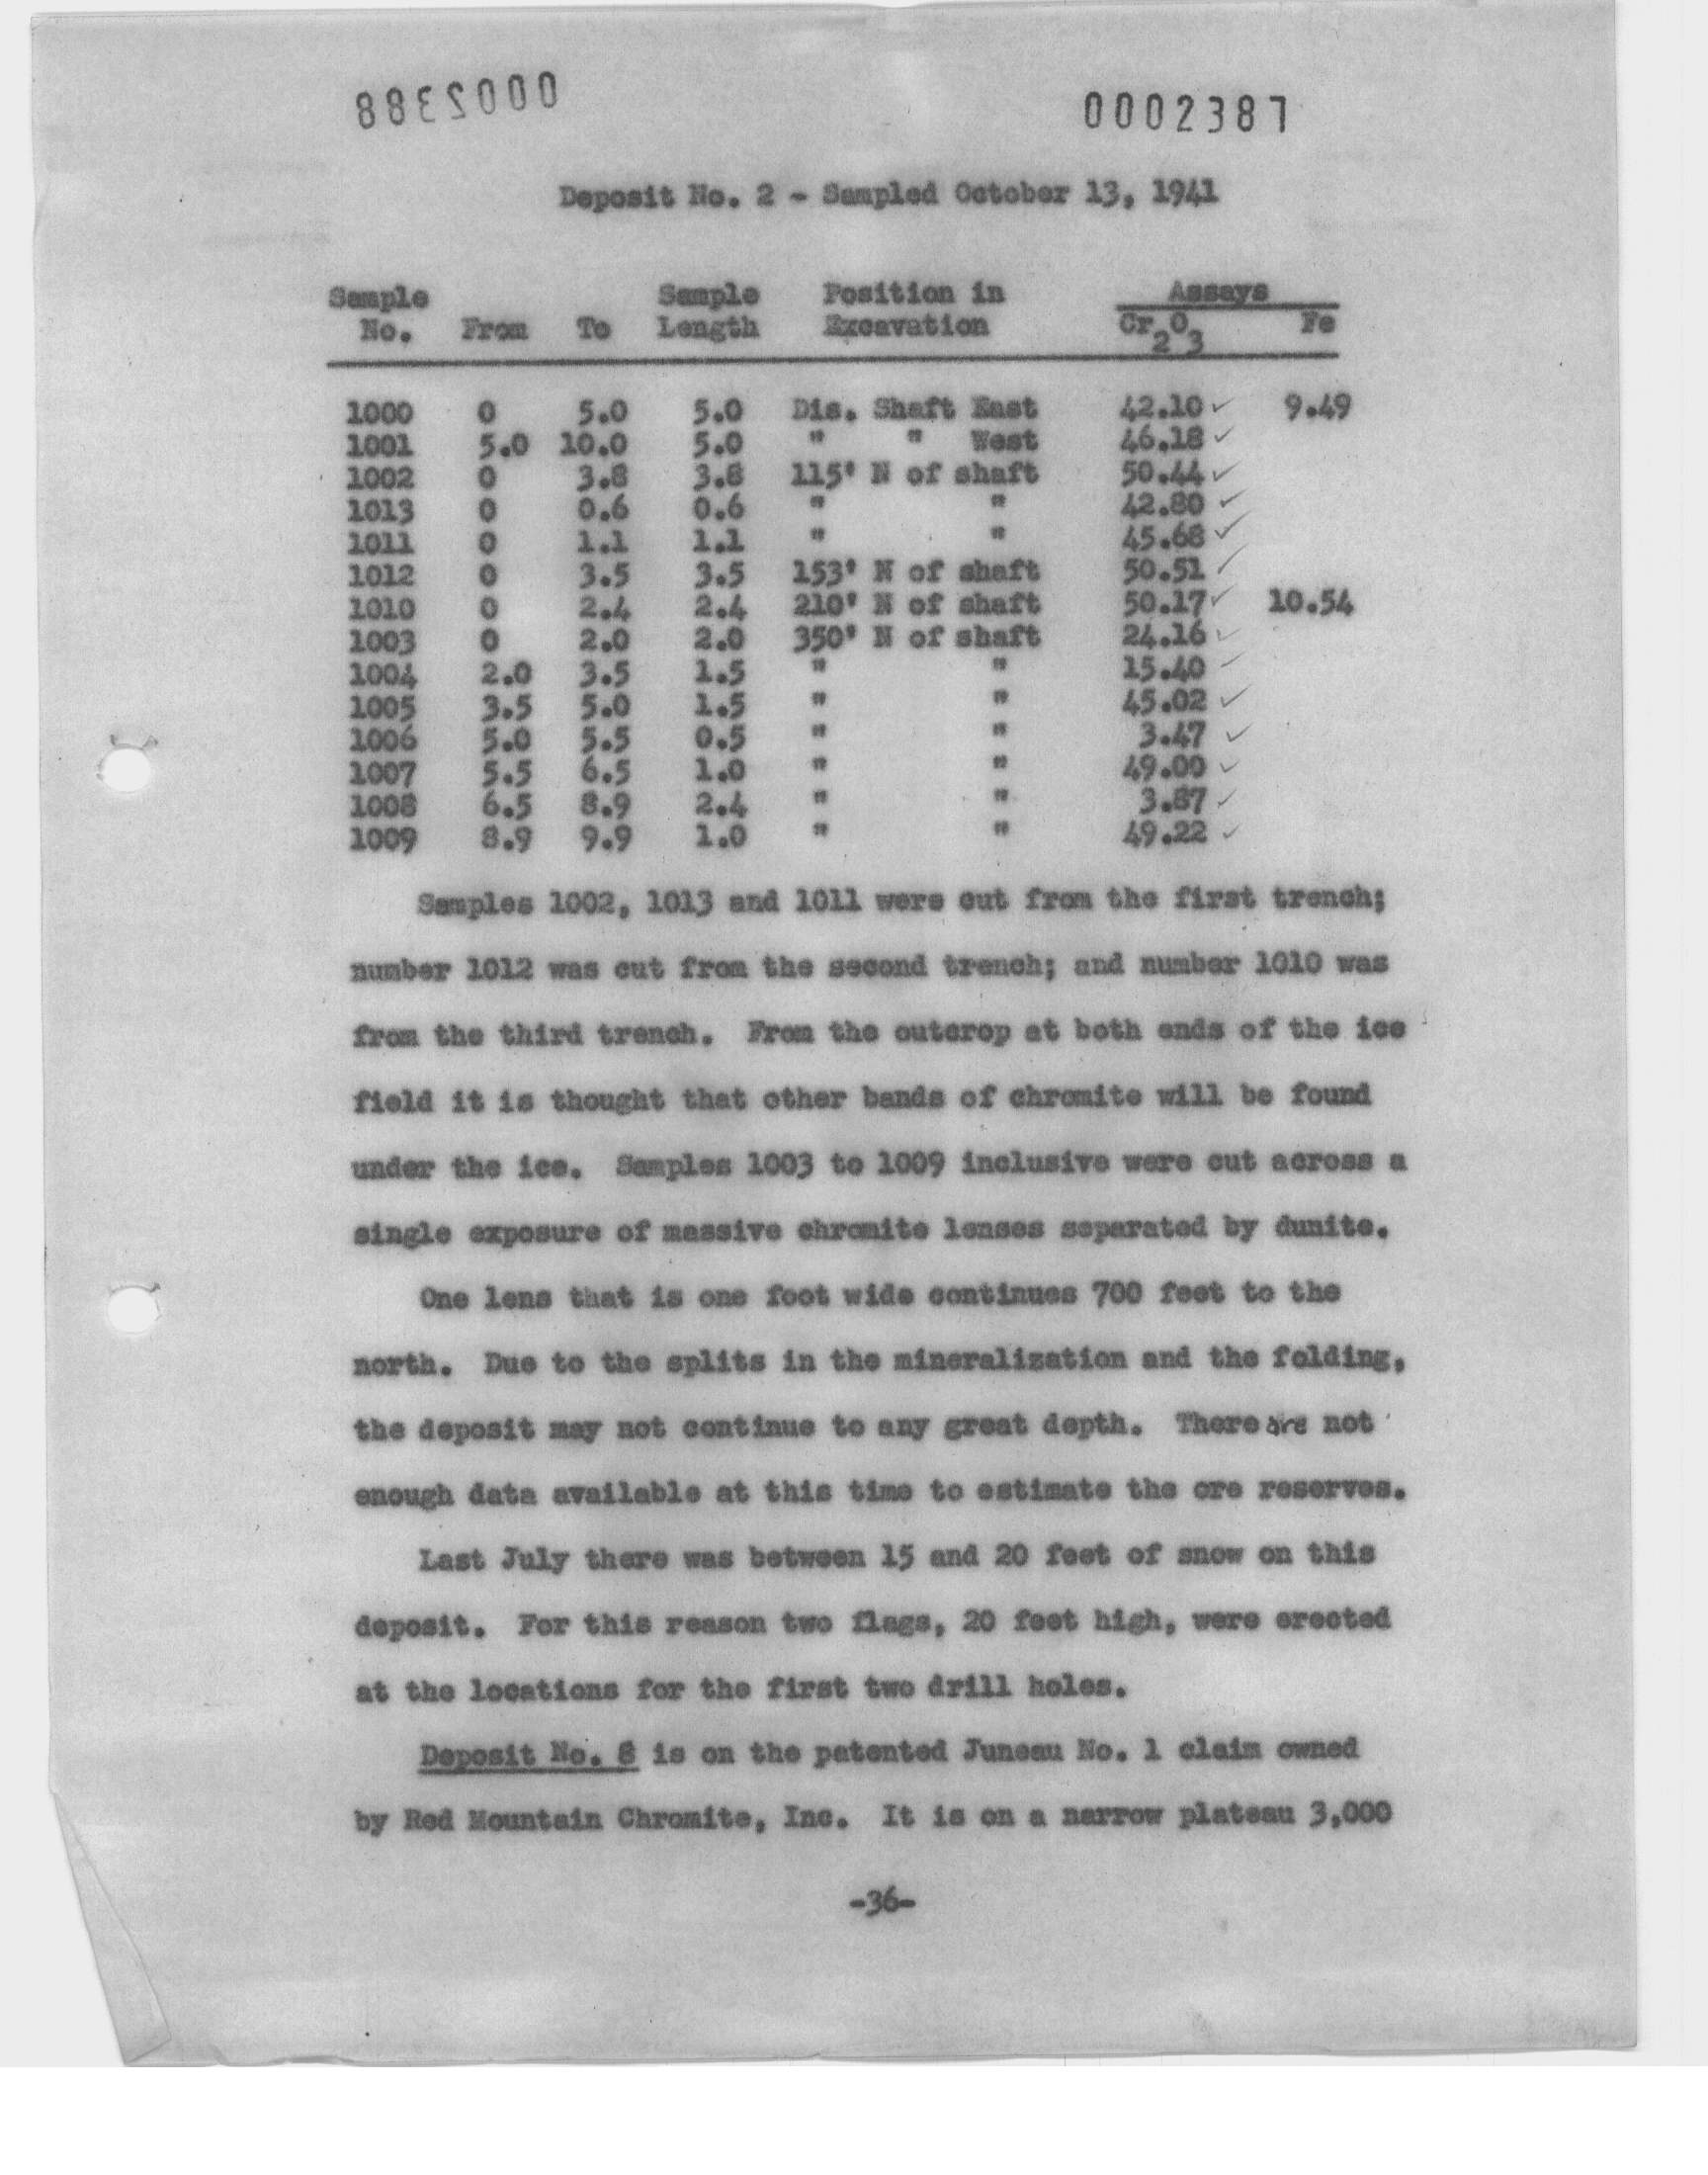 0002388
0002387
Deposit No. 2 - Sampled October 13, 1941
Sample Sample Position in Assays
No. From To Length Excavation Cr2O3 Fe
1000 0 5.0 5.0 Dis. Shaft East 42.10 ✓ 9.49
1001 5.0 10.0 5.0 " " West 46.18 ✓
1002 0 3.8 3.8 115' N of shaft 50.44 ✓
1013 0 0.6 0.6 " " 42.80 ✓
1011 0 1.1 1.1 " " 45.68 ✓
1012 0 3.5 3.5 153' N of shaft 50.51 ✓
1010 0 2.4 2.4 210' N of shaft 50.17 ✓ 10.54
1003 0 2.0 2.0 350' N of shaft 24.16 ✓
1004 2.0 3.5 1.5 " " 15.40 ✓
1005 3.5 5.0 1.5 " " 45.02 ✓
1006 5.0 5.5 0.5 " " 3.47 ✓
1007 5.5 6.5 1.0 " " 49.00 ✓
1008 6.5 8.9 2.4 " " 3.87 ✓
1009 8.9 9.9 1.0 " " 49.22 ✓
Samples 1002, 1013 and 1011 were cut from the first trench;
number 1012 was cut from the second trench; and number 1010 was
from the third trench. From the outcrop at both ends of the ice
field it is thought that other bands of chromite will be found
under the ice. Samples 1003 to 1009 inclusive were cut across a
single exposure of massive chromite lenses separated by dunite.
One lens that is one foot wide continues 700 feet to the
north. Due to the splits in the mineralization and the folding,
the deposit may not continue to any great depth. There are not
enough data available at this time to estimate the ore reserves.
Last July there was between 15 and 20 feet of snow on this
deposit. For this reason two flags, 20 feet high, were erected
at the locations for the first two drill holes.
Deposit No. 8 is on the patented Juneau No. 1 claim owned
by Red Mountain Chromite, Inc. It is on a narrow plateau 3,000
-36-